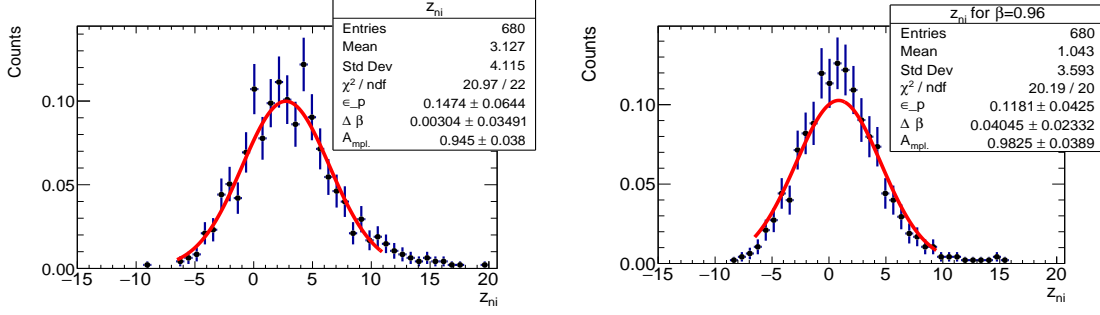 z_ni
Entries 680
Mean 3.127
Std Dev 4.115
χ² / ndf 20.97 / 22
ϵ_p 0.1474 ± 0.0644
Δ β 0.00304 ± 0.03491
A_mpl. 0.945 ± 0.038
Counts
0.10
0.05
0.00
−15 −10 −5 0 5 10 15 20
z_ni
z_ni for β=0.96
Entries 680
Mean 1.043
Std Dev 3.593
χ² / ndf 20.19 / 20
ϵ_p 0.1181 ± 0.0425
Δ β 0.04045 ± 0.02332
A_mpl. 0.9825 ± 0.0389
Counts
0.10
0.05
0.00
−15 −10 −5 0 5 10 15 20
z_ni